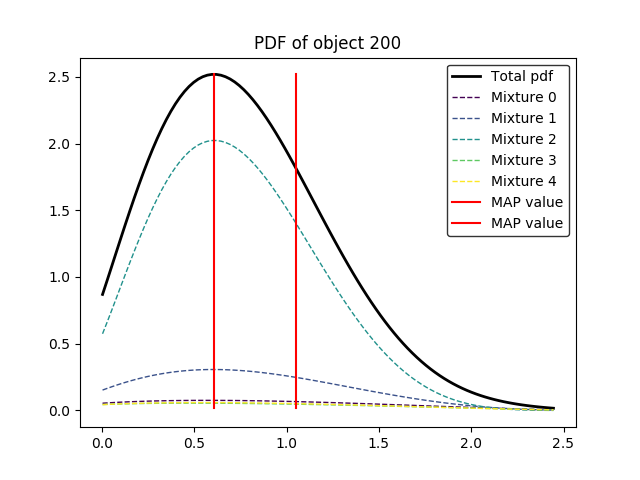 PDF of object 200
Total pdf
Mixture 0
Mixture 1
Mixture 2
Mixture 3
Mixture 4
MAP value
MAP value
2.5
2.0
1.5
1.0
0.5
0.0
0.0 0.5 1.0 1.5 2.0 2.5